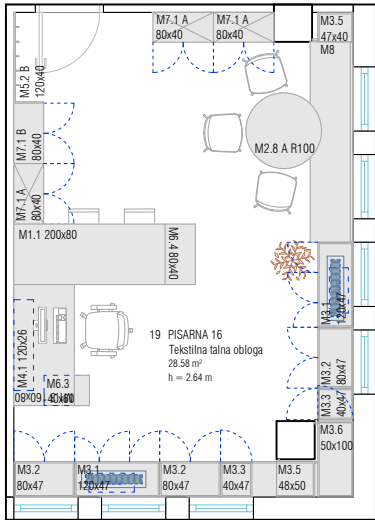 M7.1 A
80x40
M7.1 A
80x40
M3.5
47x40
M8
M5.2 B
120x40
M7.1 B
80x40
M7.1 A
80x40
M2.8 A R100
M1.1 200x80
M6.4 80x40
M4.1 120x26
M6.3
19 PISARNA 16
Tekstilna talna obloga
28.58 m²
h = 2.64 m
M3.1
120x47
M3.2
80x47
M3.3
40x47
M3.6
50x100
M3.2
80x47
M3.1
120x47
M3.2
80x47
M3.3
40x47
M3.5
48x50